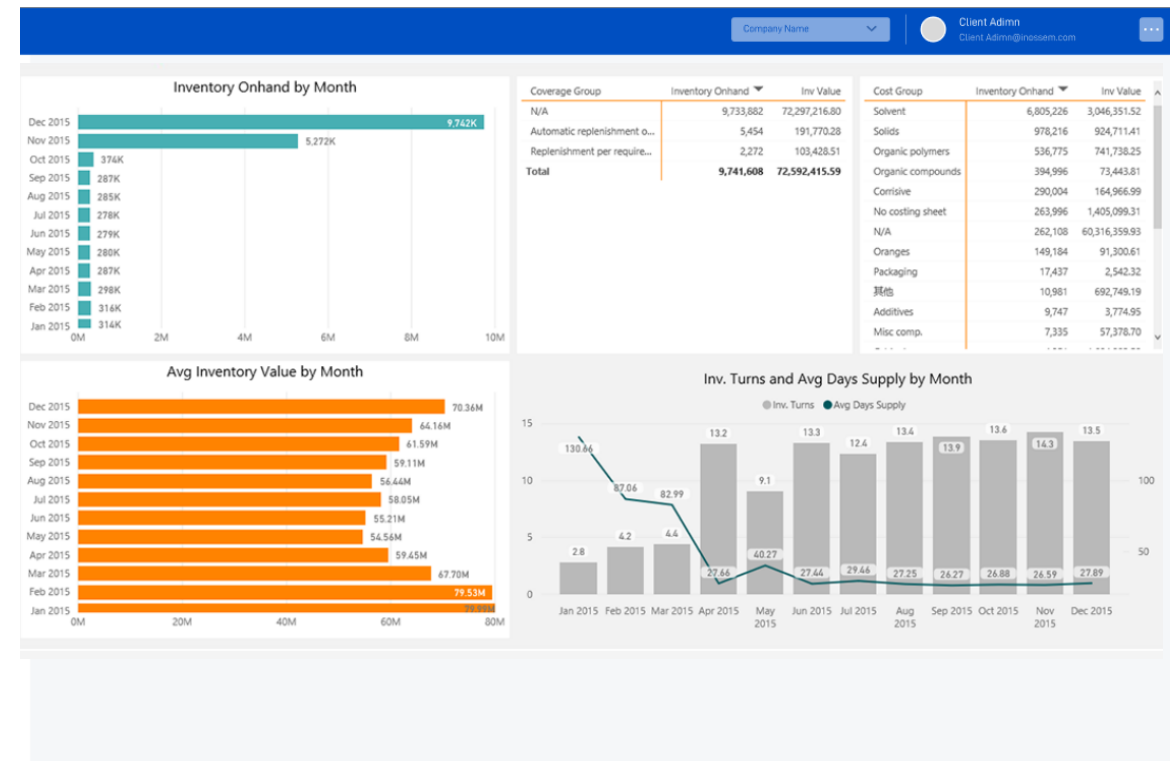 Company Name
Client Adimn
Client Adimn@inossem.com
Inventory Onhand by Month
Dec 2015 9,742K
Nov 2015 5,272K
Oct 2015 374K
Sep 2015 287K
Aug 2015 285K
Jul 2015 278K
Jun 2015 279K
May 2015 280K
Apr 2015 287K
Mar 2015 298K
Feb 2015 316K
Jan 2015 314K
0M 2M 4M 6M 8M 10M
Coverage Group Inventory Onhand Inv Value
N/A 9,733,882 72,297,216.80
Automatic replenishment o... 5,454 191,770.28
Replenishment per require... 2,272 103,428.51
Total 9,741,608 72,592,415.59
Cost Group Inventory Onhand Inv Value
Solvent 6,805,226 3,046,351.52
Solids 978,216 924,711.41
Organic polymers 536,775 741,738.25
Organic compounds 394,996 73,443.81
Corrisive 290,004 164,966.99
No costing sheet 263,996 1,405,099.31
N/A 262,108 60,316,359.93
Oranges 149,184 91,300.61
Packaging 17,437 2,542.32
其他 10,981 692,749.19
Additives 9,747 3,774.95
Misc comp. 7,335 57,378.70
Avg Inventory Value by Month
Dec 2015 70.36M
Nov 2015 64.16M
Oct 2015 61.59M
Sep 2015 59.11M
Aug 2015 56.44M
Jul 2015 58.05M
Jun 2015 55.21M
May 2015 54.56M
Apr 2015 59.45M
Mar 2015 67.70M
Feb 2015 79.53M
Jan 2015 79.99M
0M 20M 40M 60M 80M
Inv. Turns and Avg Days Supply by Month
Inv. Turns Avg Days Supply
15
10
5
0
100
50
2.8 4.2 4.4 13.2 9.1 13.3 12.4 13.4 13.9 13.6 14.3 13.5
130.66 87.06 82.99 27.66 40.27 27.44 29.46 27.25 26.27 26.88 26.59 27.89
Jan 2015 Feb 2015 Mar 2015 Apr 2015 May 2015 Jun 2015 Jul 2015 Aug 2015 Sep 2015 Oct 2015 Nov 2015 Dec 2015